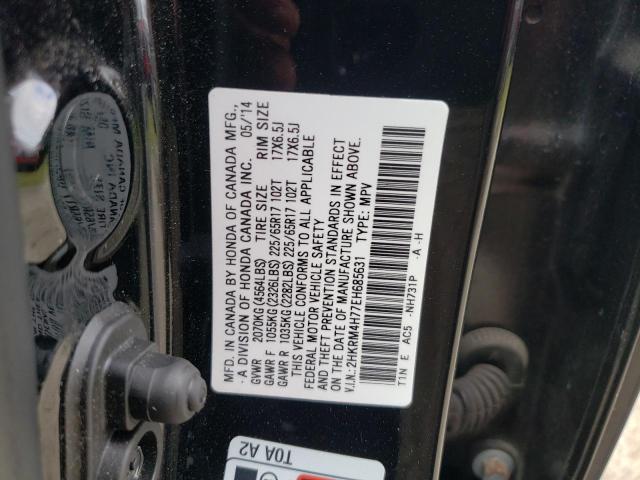 MFD. IN CANADA BY HONDA OF CANADA MFG.,
A DIVISION OF HONDA CANADA INC. 05/'14
GVWR 2070KG (4564LBS) TIRE SIZE RIM SIZE
GAWR F 1055KG (2326LBS) 225/65R17 102T 17X6.5J
GAWR R 1035KG (2282LBS) 225/65R17 102T 17X6.5J
THIS VEHICLE CONFORMS TO ALL APPLICABLE
FEDERAL MOTOR VEHICLE SAFETY
AND THEFT PREVENTION STANDARDS IN EFFECT
ON THE DATE OF MANUFACTURE SHOWN ABOVE.
V.I.N.: 2HKRM4H77EH685631 TYPE: MPV
T1N E AC5 -NH731P -A -H
T0A A2